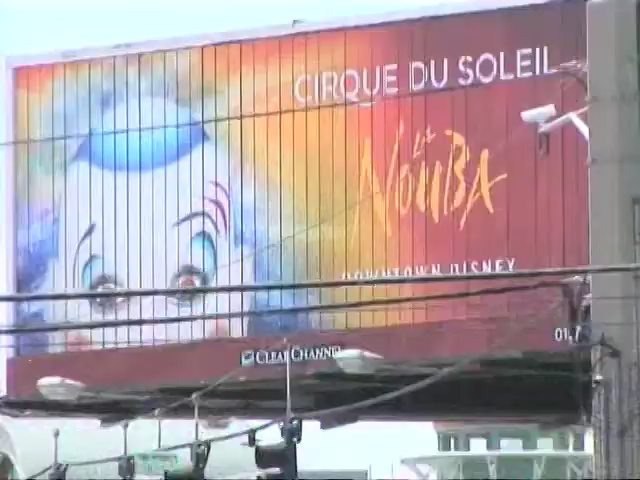 CIRQUE DU SOLEIL
LA
NOUBA
DOWNTOWN DISNEY
CLEAR CHANNEL